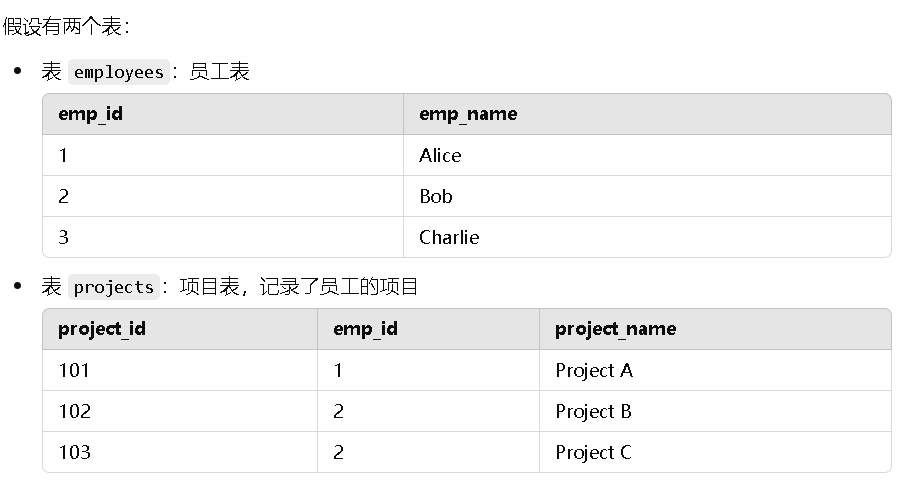 假设有两个表：
• 表 employees：员工表
emp_id emp_name
1 Alice
2 Bob
3 Charlie
• 表 projects：项目表，记录了员工的项目
project_id emp_id project_name
101 1 Project A
102 2 Project B
103 2 Project C